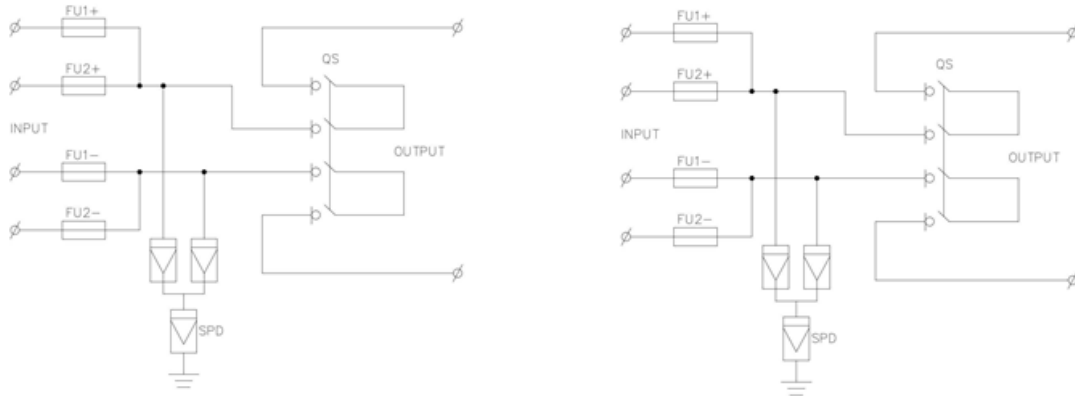 FU1+
QS
FU2+
INPUT
FU1-
OUTPUT
FU2-
SPD
FU1+
QS
FU2+
INPUT
FU1-
OUTPUT
FU2-
SPD